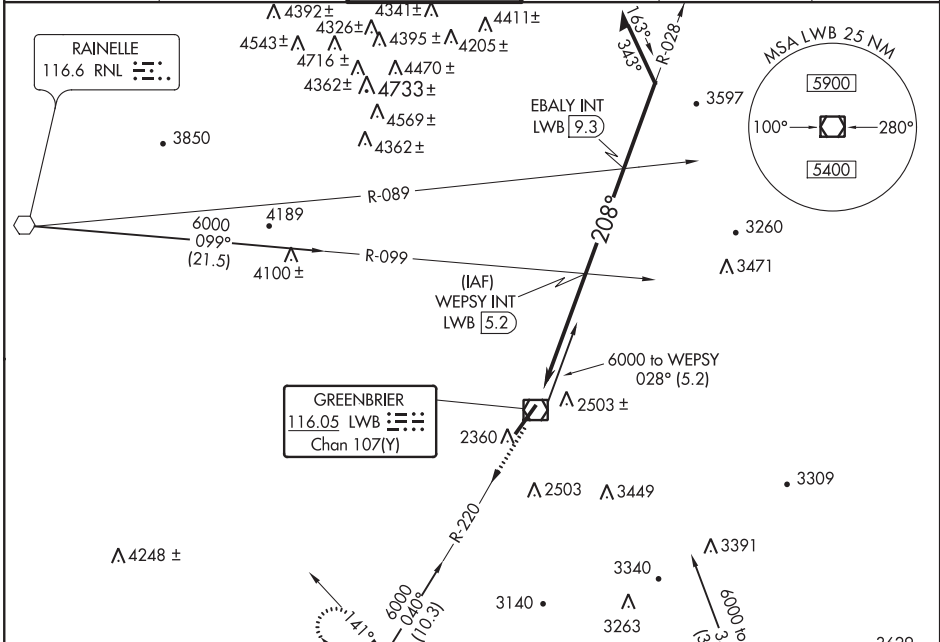 4392±
4341±
4411±
4326±
4543±
4395±
4205±
4716±
4362±
4470±
4733±
4569±
4362±
163°
343°
R-028
RAINELLE
116.6 RNL
MSA LWB 25 NM
5900
100°
280°
5400
3597
EBALY INT
LWB 9.3
3850
R-089
4189
6000
099°
(21.5)
R-099
4100±
208°
3260
3471
(IAF)
WEPSY INT
LWB 5.2
6000 to WEPSY
028° (5.2)
GREENBRIER
116.05 LWB
Chan 107(Y)
2503 ±
2360
2503
3449
3309
R-220
4248 ±
3391
3340
6000
040°
(10.3)
3140
3263
141°
6000 to